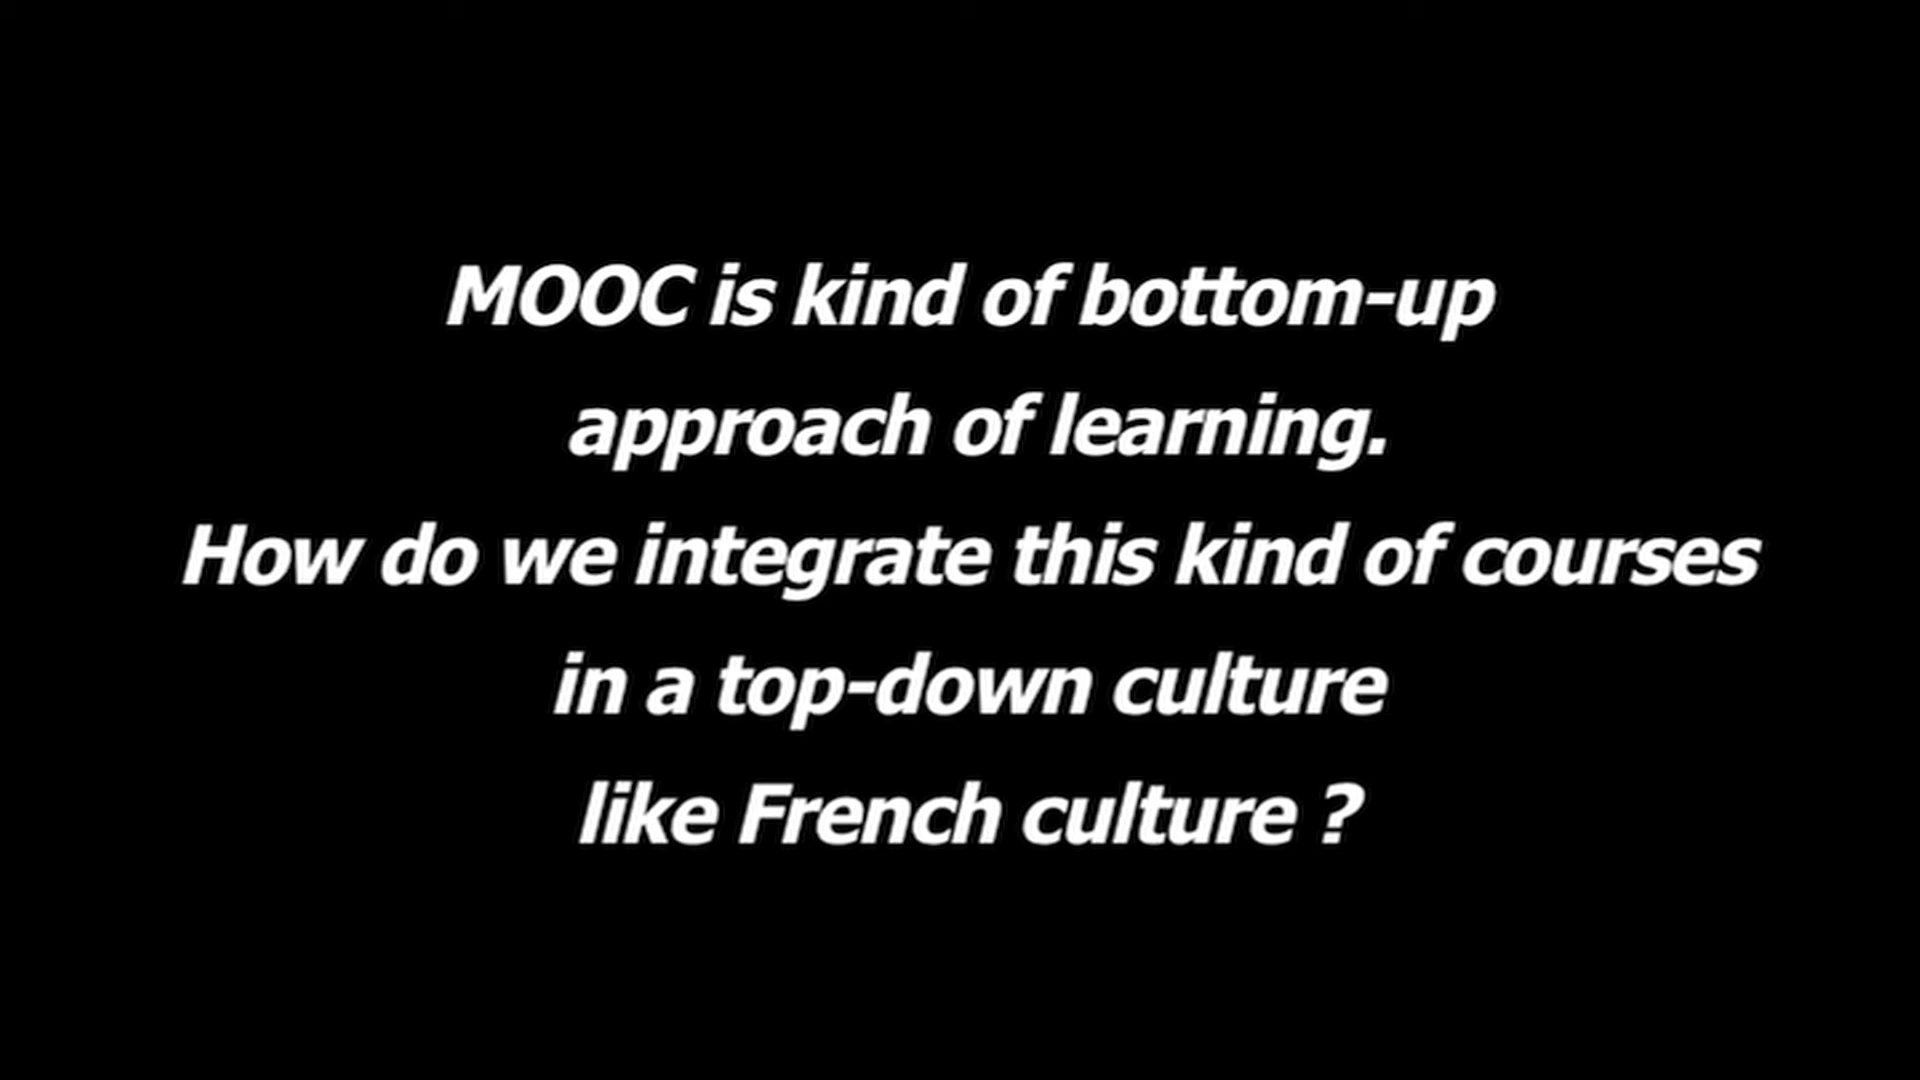 MOOC is kind of bottom-up
approach of learning.
How do we integrate this kind of courses
in a top-down culture
like French culture ?